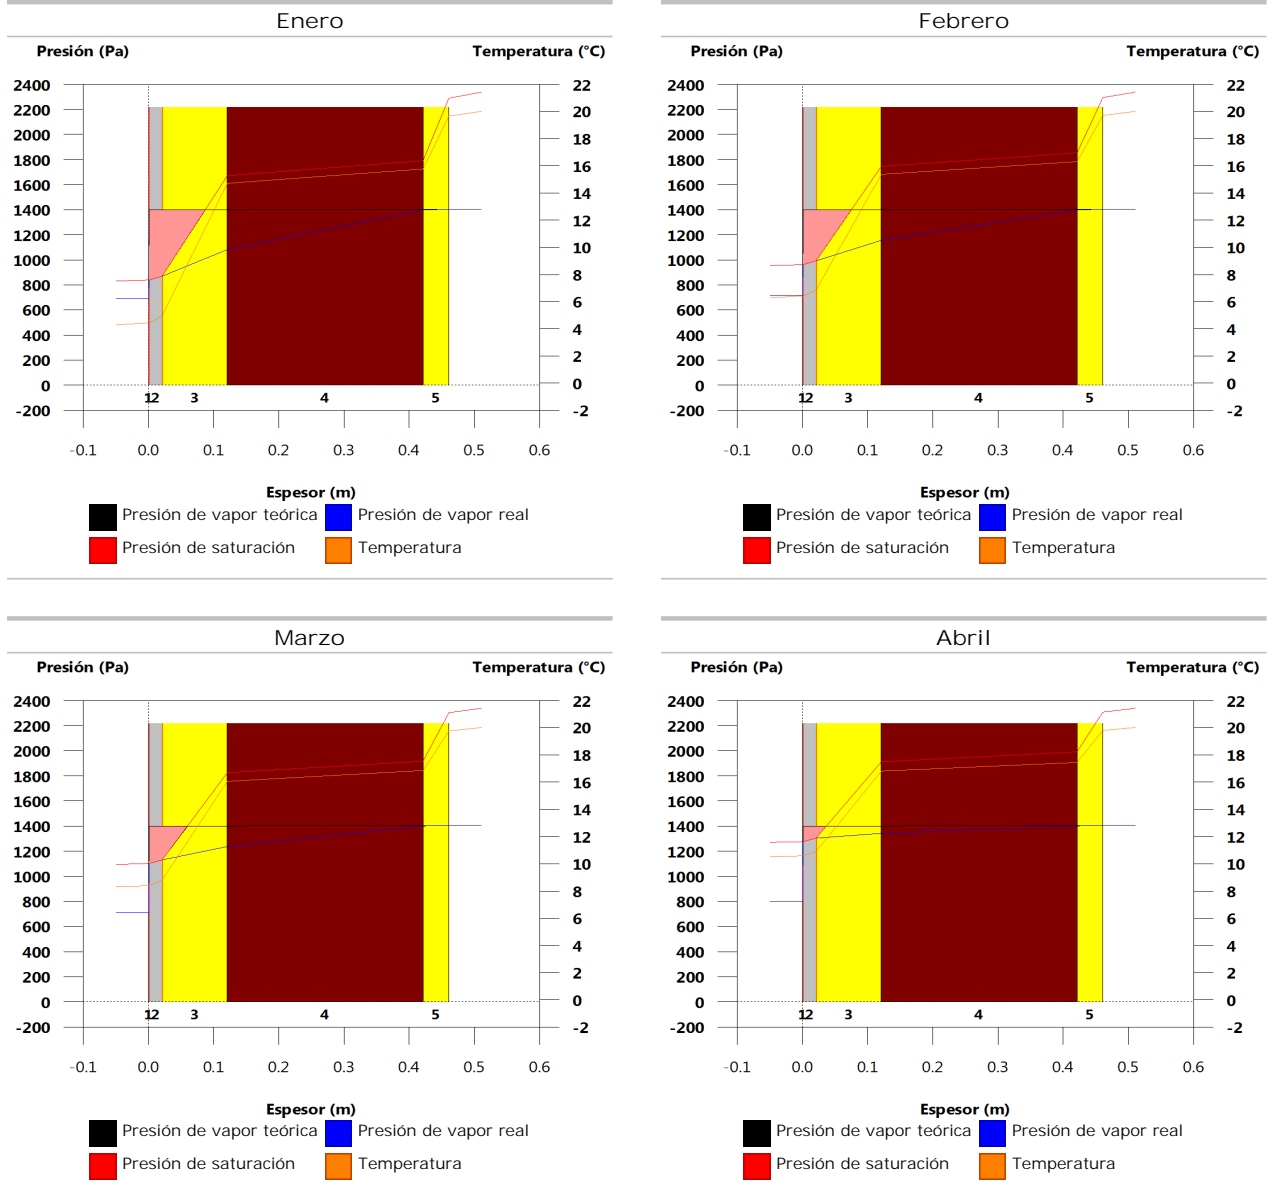 Enero
Presión (Pa) Temperatura (°C)
2400 22
2200 20
2000 18
1800 16
1600 14
1400 12
1200 10
1000 8
800 6
600 4
400 2
200 0
0 -2
-200
12 3 4 5
-0.1 0.0 0.1 0.2 0.3 0.4 0.5 0.6
Espesor (m)
Presión de vapor teórica Presión de vapor real
Presión de saturación Temperatura
Febrero
Presión (Pa) Temperatura (°C)
2400 22
2200 20
2000 18
1800 16
1600 14
1400 12
1200 10
1000 8
800 6
600 4
400 2
200 0
0 -2
-200
12 3 4 5
-0.1 0.0 0.1 0.2 0.3 0.4 0.5 0.6
Espesor (m)
Presión de vapor teórica Presión de vapor real
Presión de saturación Temperatura
Marzo
Presión (Pa) Temperatura (°C)
2400 22
2200 20
2000 18
1800 16
1600 14
1400 12
1200 10
1000 8
800 6
600 4
400 2
200 0
0 -2
-200
12 3 4 5
-0.1 0.0 0.1 0.2 0.3 0.4 0.5 0.6
Espesor (m)
Presión de vapor teórica Presión de vapor real
Presión de saturación Temperatura
Abril
Presión (Pa) Temperatura (°C)
2400 22
2200 20
2000 18
1800 16
1600 14
1400 12
1200 10
1000 8
800 6
600 4
400 2
200 0
0 -2
-200
12 3 4 5
-0.1 0.0 0.1 0.2 0.3 0.4 0.5 0.6
Espesor (m)
Presión de vapor teórica Presión de vapor real
Presión de saturación Temperatura